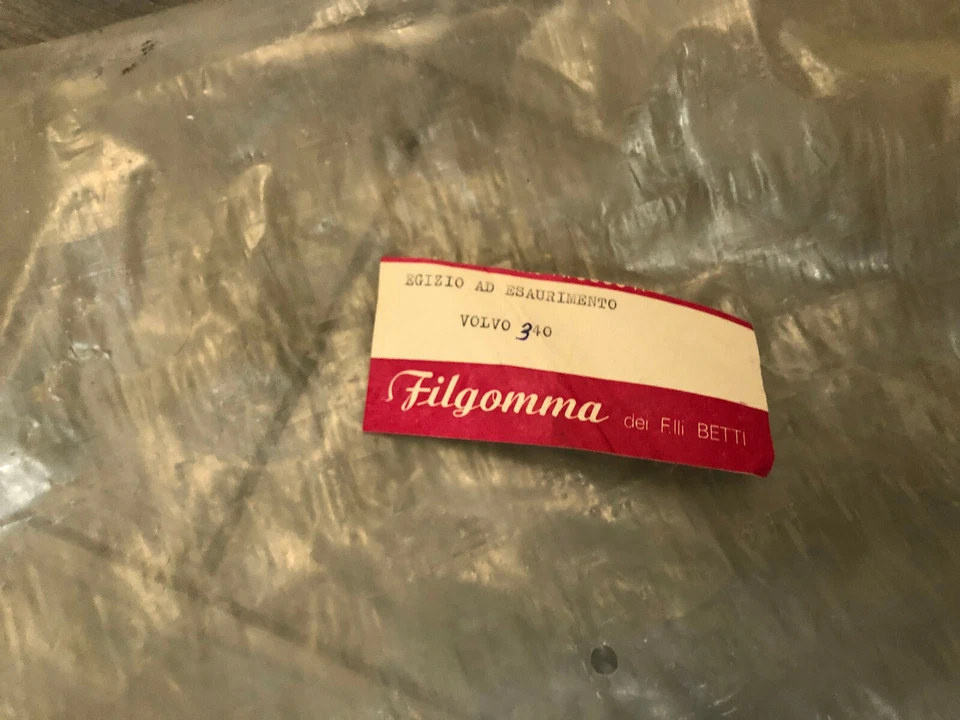 EGIZIO AD ESAURIMENTO
VOLVO 340
Filgomma dei F.lli BETTI